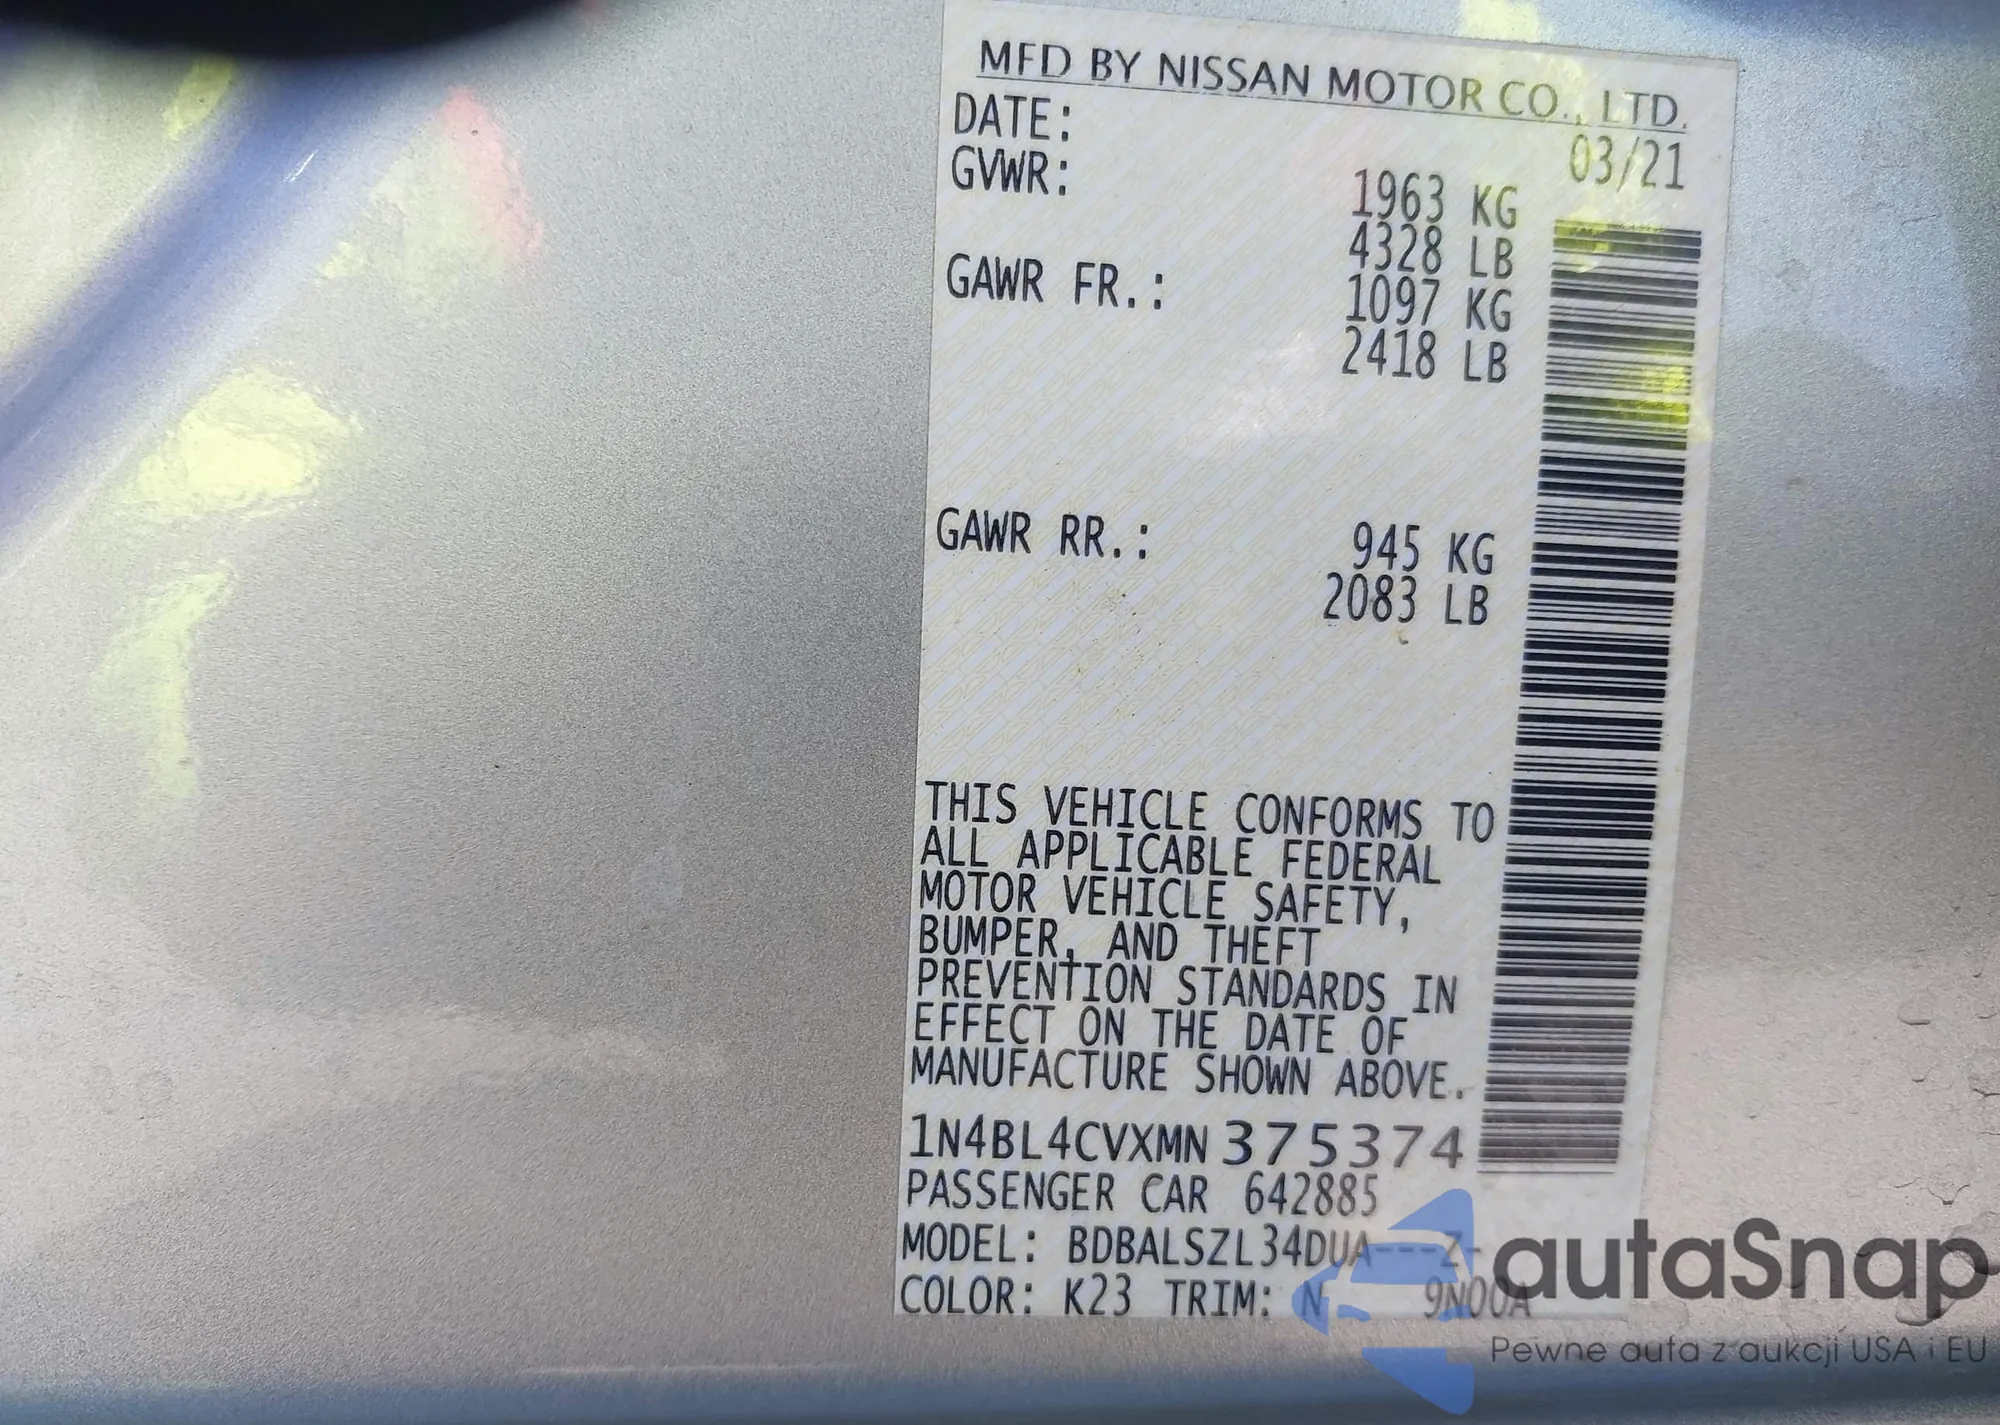 MFD BY NISSAN MOTOR CO., LTD.
DATE: 03/21
GVWR: 1963 KG
4328 LB
GAWR FR.: 1097 KG
2418 LB
GAWR RR.: 945 KG
2083 LB
THIS VEHICLE CONFORMS TO
ALL APPLICABLE FEDERAL
MOTOR VEHICLE SAFETY,
BUMPER, AND THEFT
PREVENTION STANDARDS IN
EFFECT ON THE DATE OF
MANUFACTURE SHOWN ABOVE.
1N4BL4CVXMN375374
PASSENGER CAR 642885
MODEL: BDBALSZL34DUA---Z-
COLOR: K23 TRIM: N 9N00A
autaSnap
Pewne auta z aukcji USA i EU